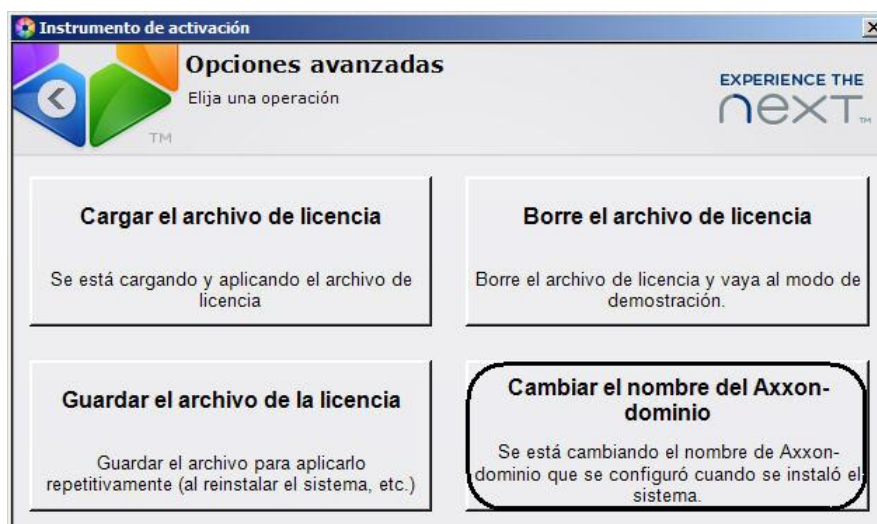 Instrumento de activación
Opciones avanzadas
Elija una operación
TM
EXPERIENCE THE
next
TM
Cargar el archivo de licencia
Se está cargando y aplicando el archivo de
licencia
Borre el archivo de licencia
Borre el archivo de licencia y vaya al modo de
demostración.
Guardar el archivo de la licencia
Guardar el archivo para aplicarlo
repetitivamente (al reinstalar el sistema, etc.)
Cambiar el nombre del Axxon-
dominio
Se está cambiando el nombre de Axxon-
dominio que se configuró cuando se instaló el
sistema.